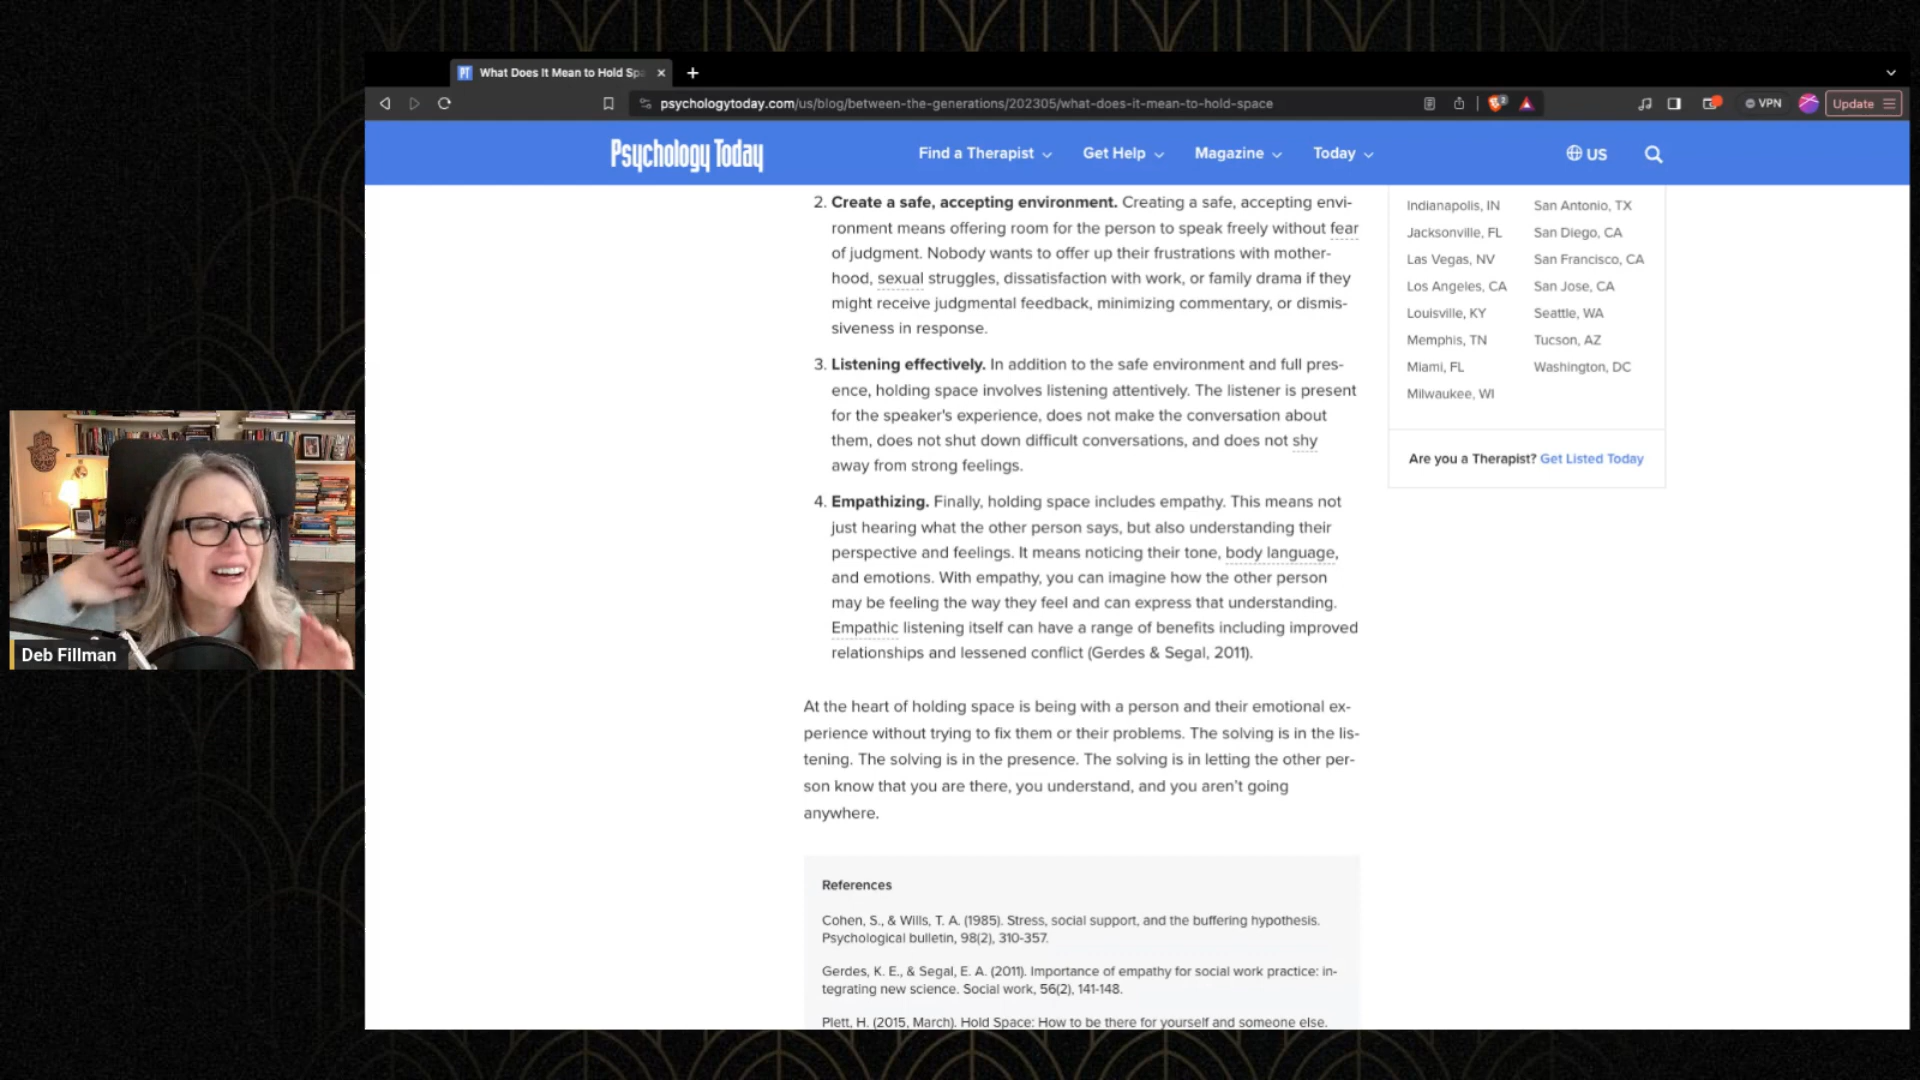 What Does It Mean to Hold Spa
psychologytoday.com/us/blog/between-the-generations/202305/what-does-it-mean-to-hold-space
VPN
Update
Psychology Today
Find a Therapist
Get Help
Magazine
Today
US
2. Create a safe, accepting environment. Creating a safe, accepting envi-
ronment means offering room for the person to speak freely without fear
of judgment. Nobody wants to offer up their frustrations with mother-
hood, sexual struggles, dissatisfaction with work, or family drama if they
might receive judgmental feedback, minimizing commentary, or dismis-
siveness in response.
3. Listening effectively. In addition to the safe environment and full pres-
ence, holding space involves listening attentively. The listener is present
for the speaker's experience, does not make the conversation about
them, does not shut down difficult conversations, and does not shy
away from strong feelings.
4. Empathizing. Finally, holding space includes empathy. This means not
just hearing what the other person says, but also understanding their
perspective and feelings. It means noticing their tone, body language,
and emotions. With empathy, you can imagine how the other person
may be feeling the way they feel and can express that understanding.
Empathic listening itself can have a range of benefits including improved
relationships and lessened conflict (Gerdes & Segal, 2011).
At the heart of holding space is being with a person and their emotional ex-
perience without trying to fix them or their problems. The solving is in the lis-
tening. The solving is in the presence. The solving is in letting the other per-
son know that you are there, you understand, and you aren't going
anywhere.
References
Cohen, S., & Wills, T. A. (1985). Stress, social support, and the buffering hypothesis.
Psychological bulletin, 98(2), 310-357.
Gerdes, K. E., & Segal, E. A. (2011). Importance of empathy for social work practice: in-
tegrating new science. Social work, 56(2), 141-148.
Plett, H. (2015, March). Hold Space: How to be there for yourself and someone else.
Indianapolis, IN
Jacksonville, FL
Las Vegas, NV
Los Angeles, CA
Louisville, KY
Memphis, TN
Miami, FL
Milwaukee, WI
San Antonio, TX
San Diego, CA
San Francisco, CA
San Jose, CA
Seattle, WA
Tucson, AZ
Washington, DC
Are you a Therapist? Get Listed Today
Deb Fillman